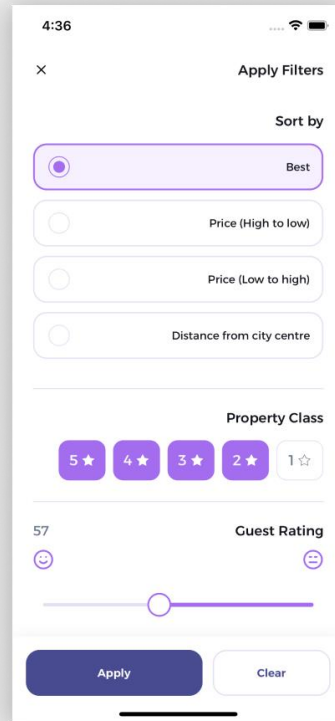 4:36
Apply Filters
Sort by
Best
Price (High to low)
Price (Low to high)
Distance from city centre
Property Class
5 4 3 2 1
57 Guest Rating
Apply Clear